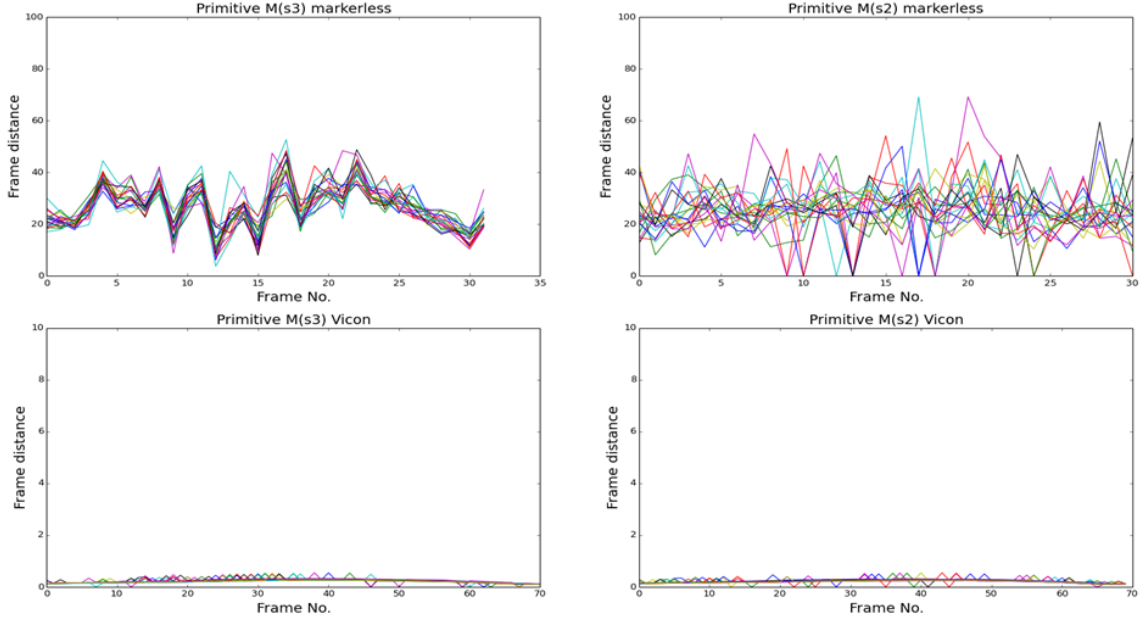 Primitive M(s3) markerless
100
80
60
40
20
0
Frame distance
0 5 10 15 20 25 30 35
Frame No.
Primitive M(s2) markerless
100
80
60
40
20
0
Frame distance
0 5 10 15 20 25 30
Frame No.
Primitive M(s3) Vicon
10
8
6
4
2
0
Frame distance
0 10 20 30 40 50 60 70
Frame No.
Primitive M(s2) Vicon
10
8
6
4
2
0
Frame distance
0 10 20 30 40 50 60 70
Frame No.